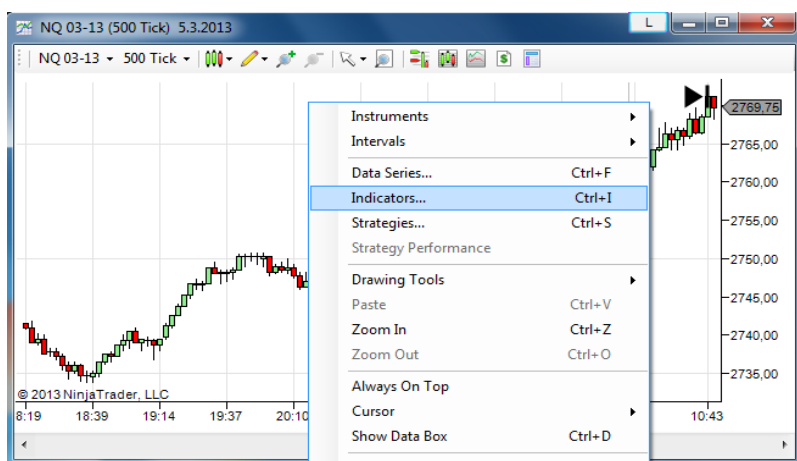 NQ 03-13 (500 Tick) 5.3.2013
L
NQ 03-13 500 Tick
Instruments
Intervals
Data Series... Ctrl+F
Indicators... Ctrl+I
Strategies... Ctrl+S
Strategy Performance
Drawing Tools
Paste Ctrl+V
Zoom In Ctrl+Z
Zoom Out Ctrl+O
Always On Top
Cursor
Show Data Box Ctrl+D
2769,75
2765,00
2760,00
2755,00
2750,00
2745,00
2740,00
2735,00
© 2013 NinjaTrader, LLC
8:19 18:39 19:14 19:37 20:10 10:43